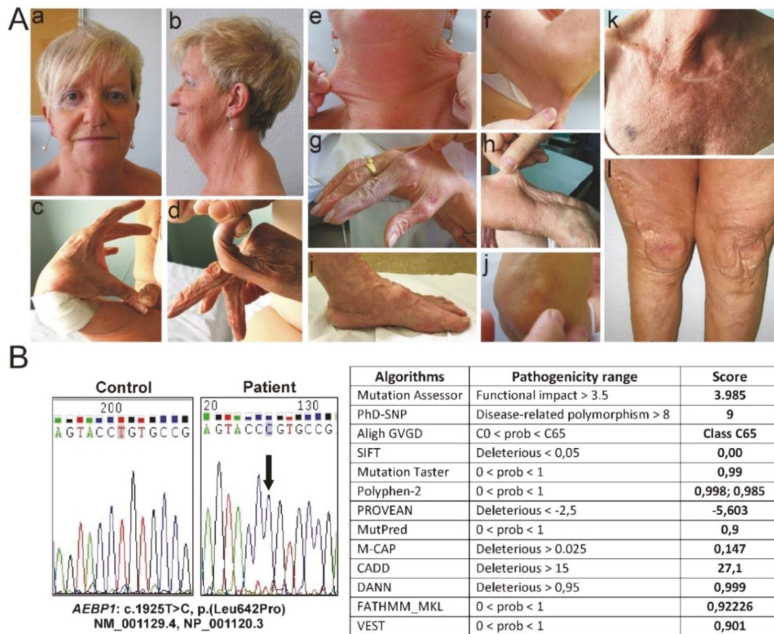 A
a
b
e
f
k
g
h
c
d
i
j
l
B
Control
Patient
200
20 130
A G T A C C T G T G C C G
A G T A C C C G T G C C G
AEBP1: c.1925T>C, p.(Leu642Pro)
NM_001129.4, NP_001120.3
Algorithms Pathogenicity range Score
Mutation Assessor Functional impact > 3.5 3.985
PhD-SNP Disease-related polymorphism > 8 9
Aligh GVGD C0 < prob < C65 Class C65
SIFT Deleterious < 0,05 0,00
Mutation Taster 0 < prob < 1 0,99
Polyphen-2 0 < prob < 1 0,998; 0,985
PROVEAN Deleterious < -2,5 -5,603
MutPred 0 < prob < 1 0,9
M-CAP Deleterious > 0.025 0,147
CADD Deleterious > 15 27,1
DANN Deleterious > 0,95 0,999
FATHMM_MKL 0 < prob < 1 0,92226
VEST 0 < prob < 1 0,901